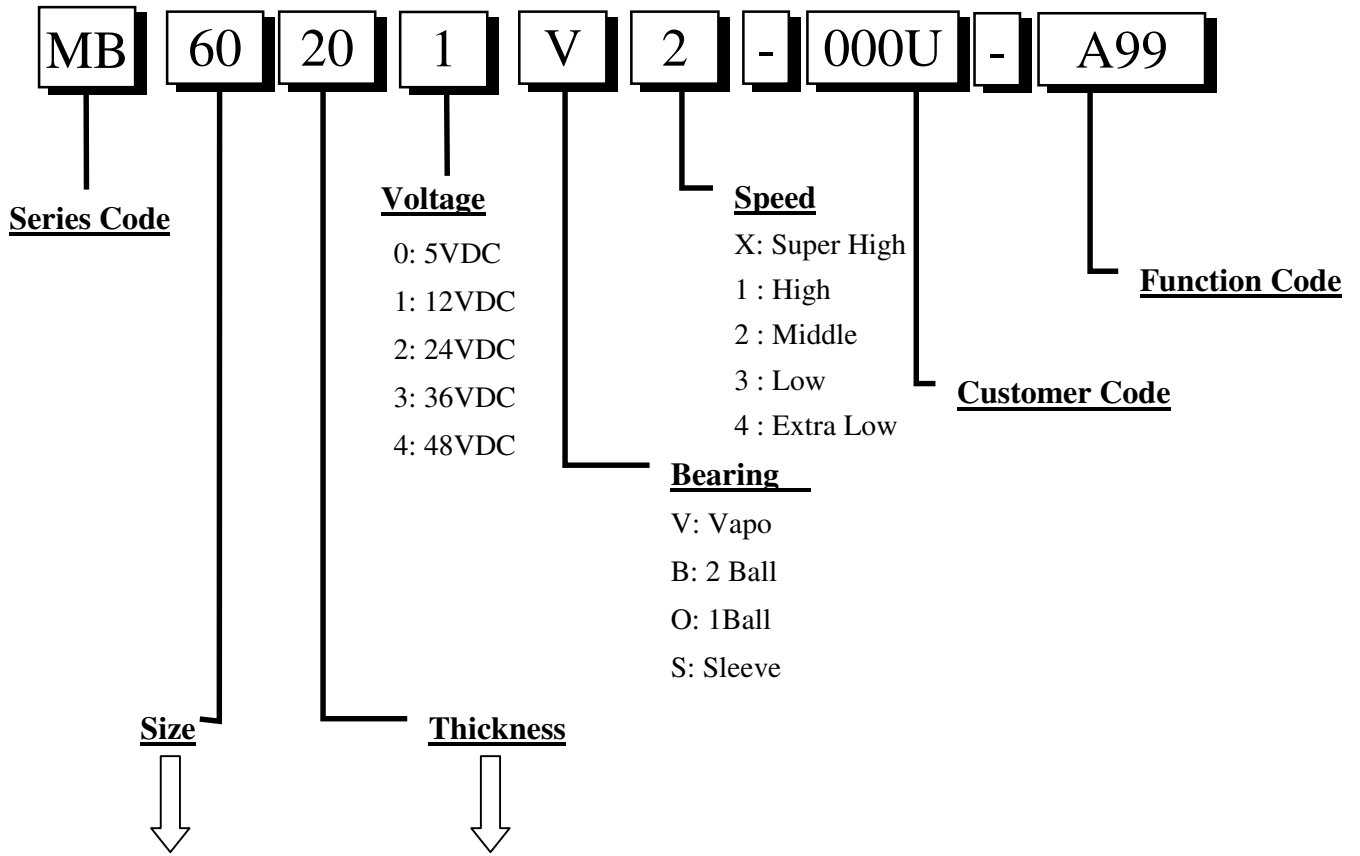 MB 60 20 1 V 2 - 000U - A99
Series Code
Voltage
0: 5VDC
1: 12VDC
2: 24VDC
3: 36VDC
4: 48VDC
Speed
X: Super High
1 : High
2 : Middle
3 : Low
4 : Extra Low
Function Code
Customer Code
Bearing
V: Vapo
B: 2 Ball
O: 1Ball
S: Sleeve
Size
Thickness